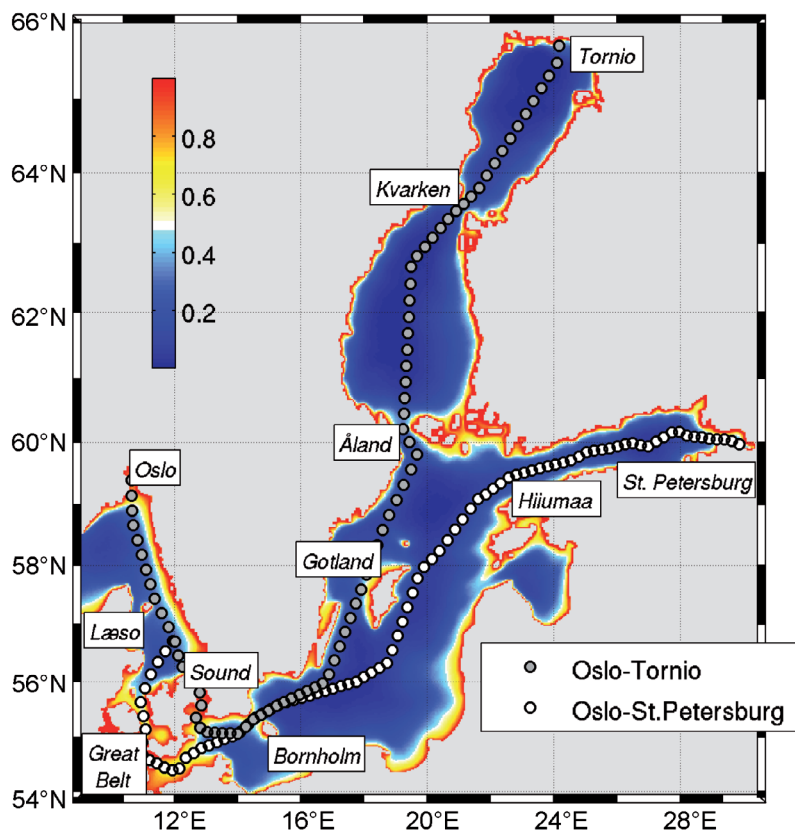 66°N
Tornio
0.8
64°N
Kvarken
0.6
0.4
62°N
0.2
60°N
Åland
Oslo
St. Petersburg
Hiiumaa
58°N
Gotland
Læso
Sound
56°N
Oslo-Tornio
Oslo-St.Petersburg
Great
Belt
Bornholm
54°N
12°E
16°E
20°E
24°E
28°E